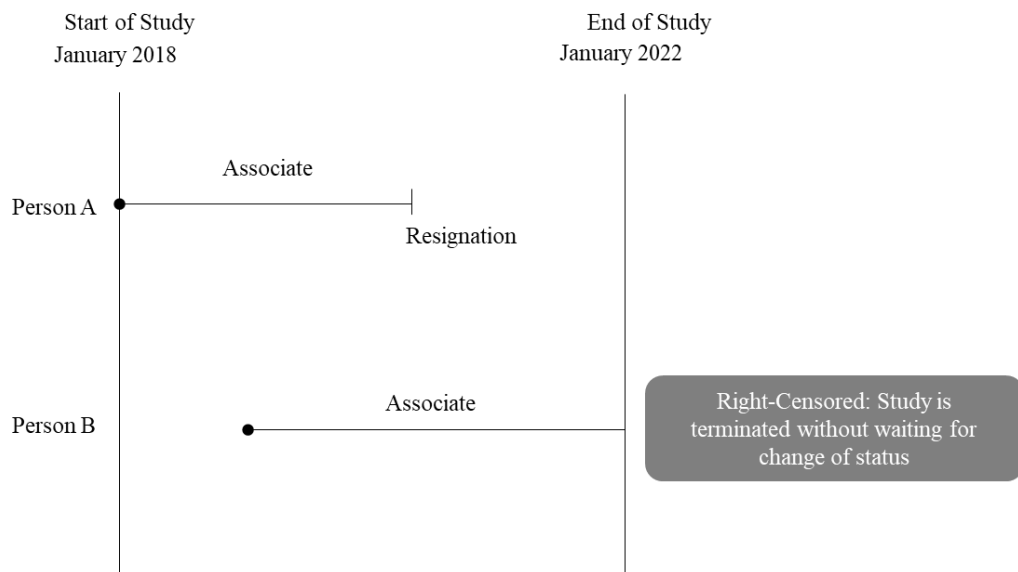 Start of Study
January 2018
End of Study
January 2022
Associate
Person A
Resignation
Associate
Person B
Right-Censored: Study is
terminated without waiting for
change of status